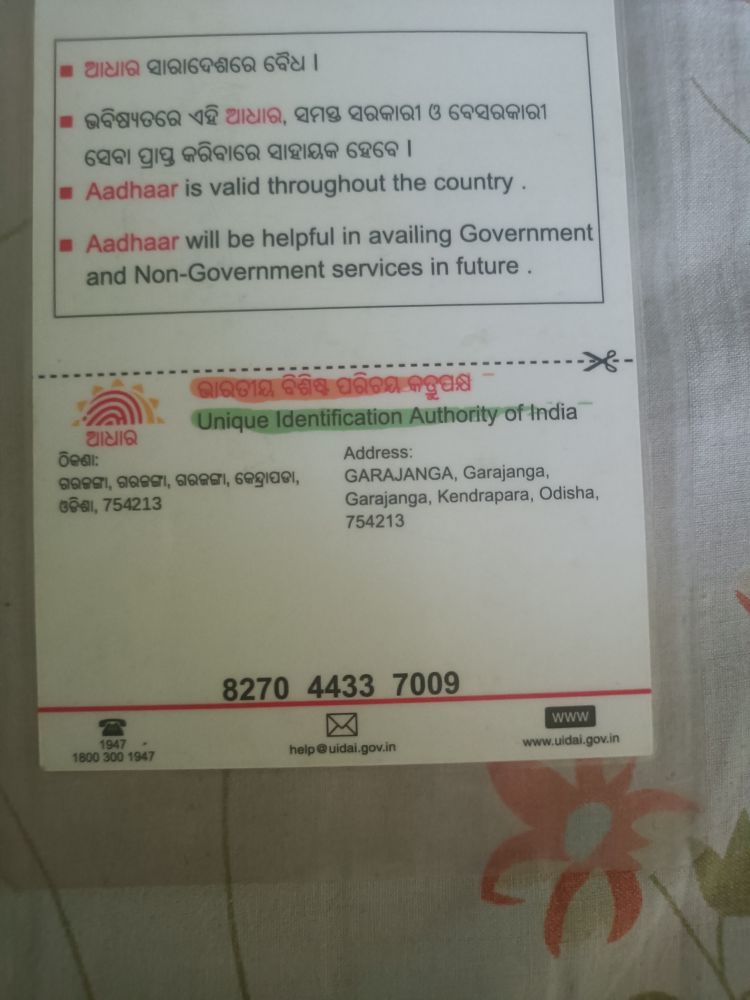 ଆଧାର ସାରାଦେଶରେ ବୈଧ ।
ଭବିଷ୍ୟତରେ ଏହି ଆଧାର, ସମସ୍ତ ସରକାରୀ ଓ ବେସରକାରୀ
ସେବା ପ୍ରାପ୍ତ କରିବାରେ ସାହାୟକ ହେବେ ।
Aadhaar is valid throughout the country .
Aadhaar will be helpful in availing Government
and Non-Government services in future .
ଭାରତୀୟ ବିଶିଷ୍ଟ ପରିଚୟ କର୍ତ୍ତୃପକ୍ଷ
Unique Identification Authority of India
ଆଧାର
ଠିକଣା:
ଗରଜଙ୍ଗା, ଗରଜଙ୍ଗା, ଗରଜଙ୍ଗା, କେନ୍ଦ୍ରାପଡା,
ଓଡିଶା, 754213
Address:
GARAJANGA, Garajanga,
Garajanga, Kendrapara, Odisha,
754213
8270 4433 7009
1947
1800 300 1947
help@uidai.gov.in
www
www.uidai.gov.in